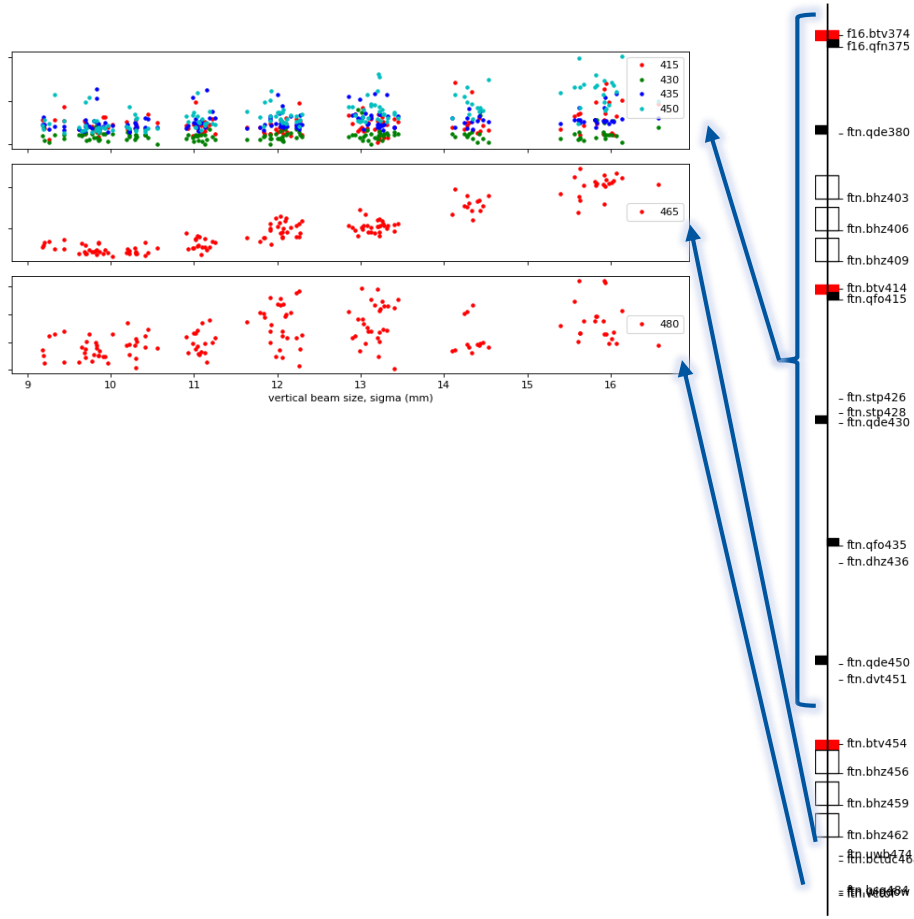 415
430
435
450
465
480
9 10 11 12 13 14 15 16
vertical beam size, sigma (mm)
f16.btv374
f16.qfn375
ftn.qde380
ftn.bhz403
ftn.bhz406
ftn.bhz409
ftn.btv414
ftn.qfo415
ftn.stp426
ftn.stp428
ftn.qde430
ftn.qfo435
ftn.dhz436
ftn.qde450
ftn.dvt451
ftn.btv454
ftn.bhz456
ftn.bhz459
ftn.bhz462